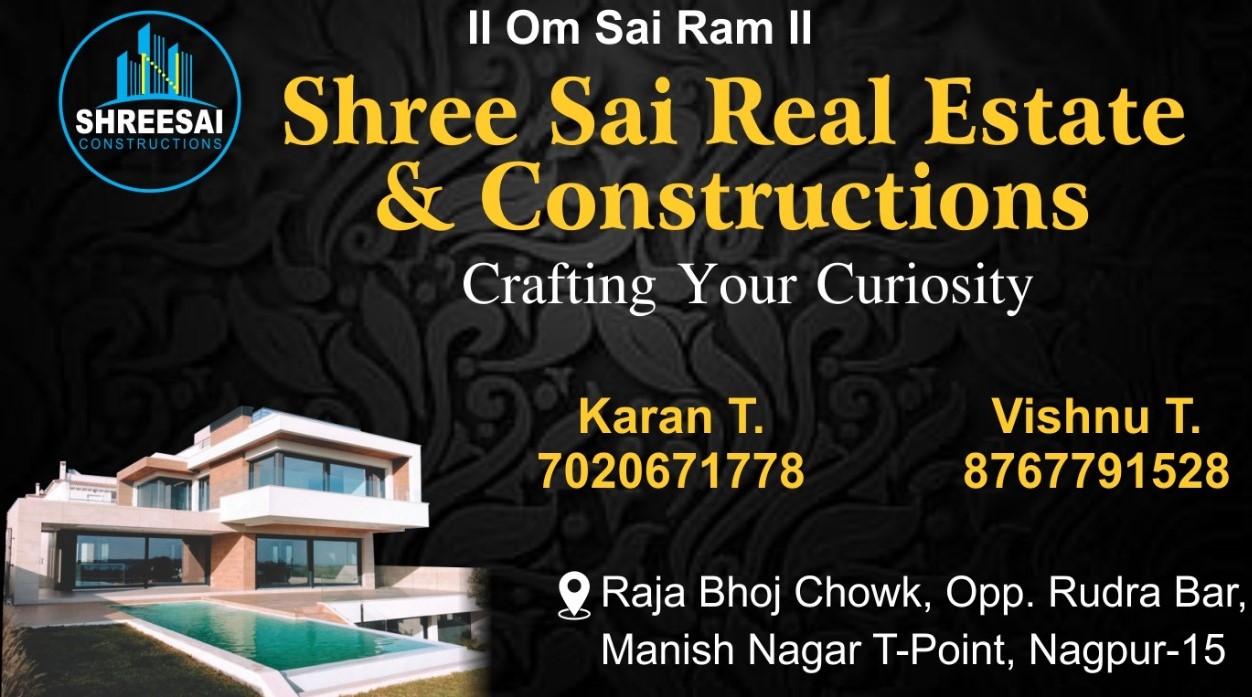 II Om Sai Ram II
SHREESAI
CONSTRUCTIONS
Shree Sai Real Estate
& Constructions
Crafting Your Curiosity
Karan T.
7020671778
Vishnu T.
8767791528
Raja Bhoj Chowk, Opp. Rudra Bar,
Manish Nagar T-Point, Nagpur-15